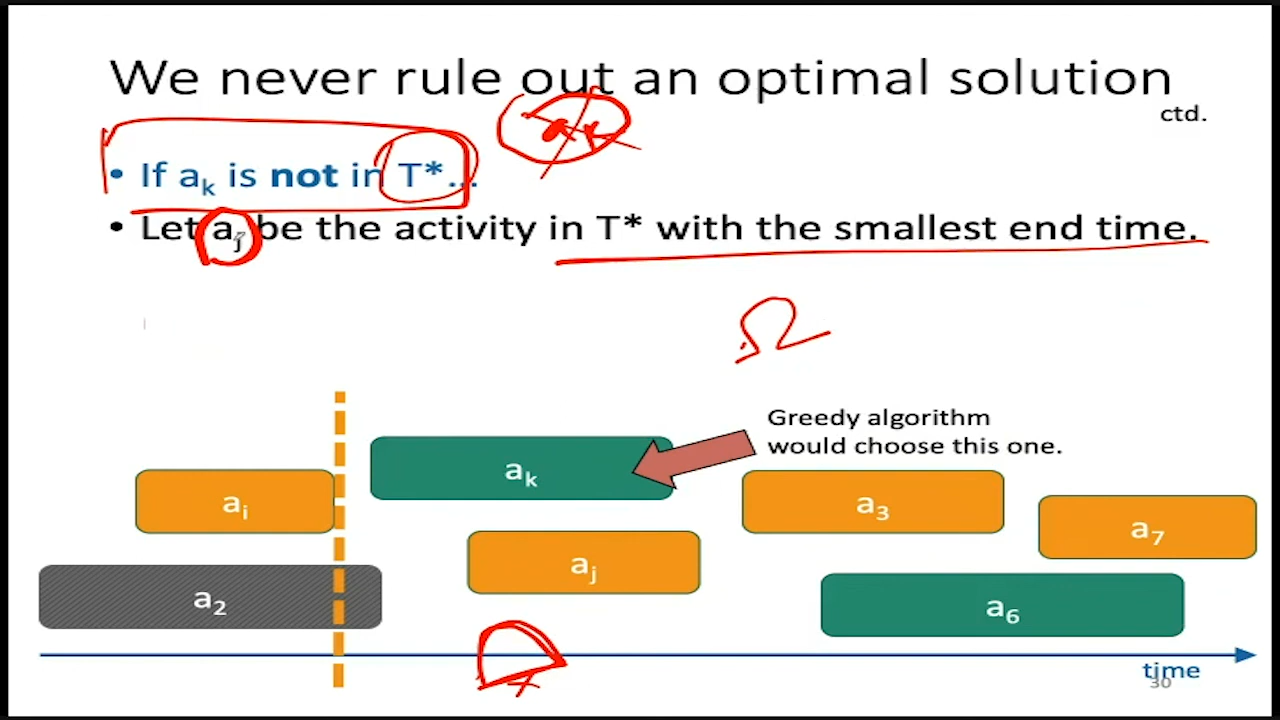 We never rule out an optimal solution
ctd.
ak
• If aₖ is not in T*...
• Let aⱼ be the activity in T* with the smallest end time.
Greedy algorithm
would choose this one.
aₖ
aᵢ
a₃
a₇
aⱼ
a₂
a₆
time
30